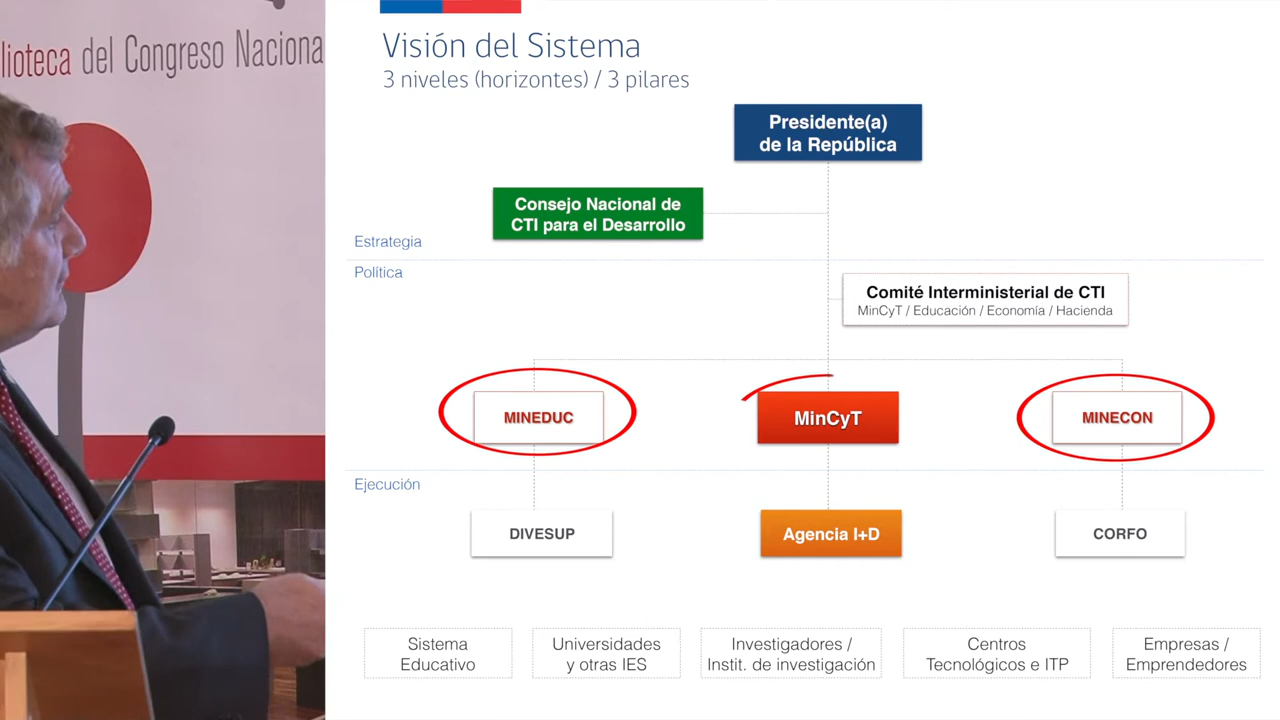 lioteca del Congreso Naciona
Visión del Sistema
3 niveles (horizontes) / 3 pilares
Presidente(a)
de la República
Consejo Nacional de
CTI para el Desarrollo
Estrategia
Política
Comité Interministerial de CTI
MinCyT / Educación / Economía / Hacienda
MINEDUC
MinCyT
MINECON
Ejecución
DIVESUP
Agencia I+D
CORFO
Sistema
Educativo
Universidades
y otras IES
Investigadores /
Instit. de investigación
Centros
Tecnológicos e ITP
Empresas /
Emprendedores